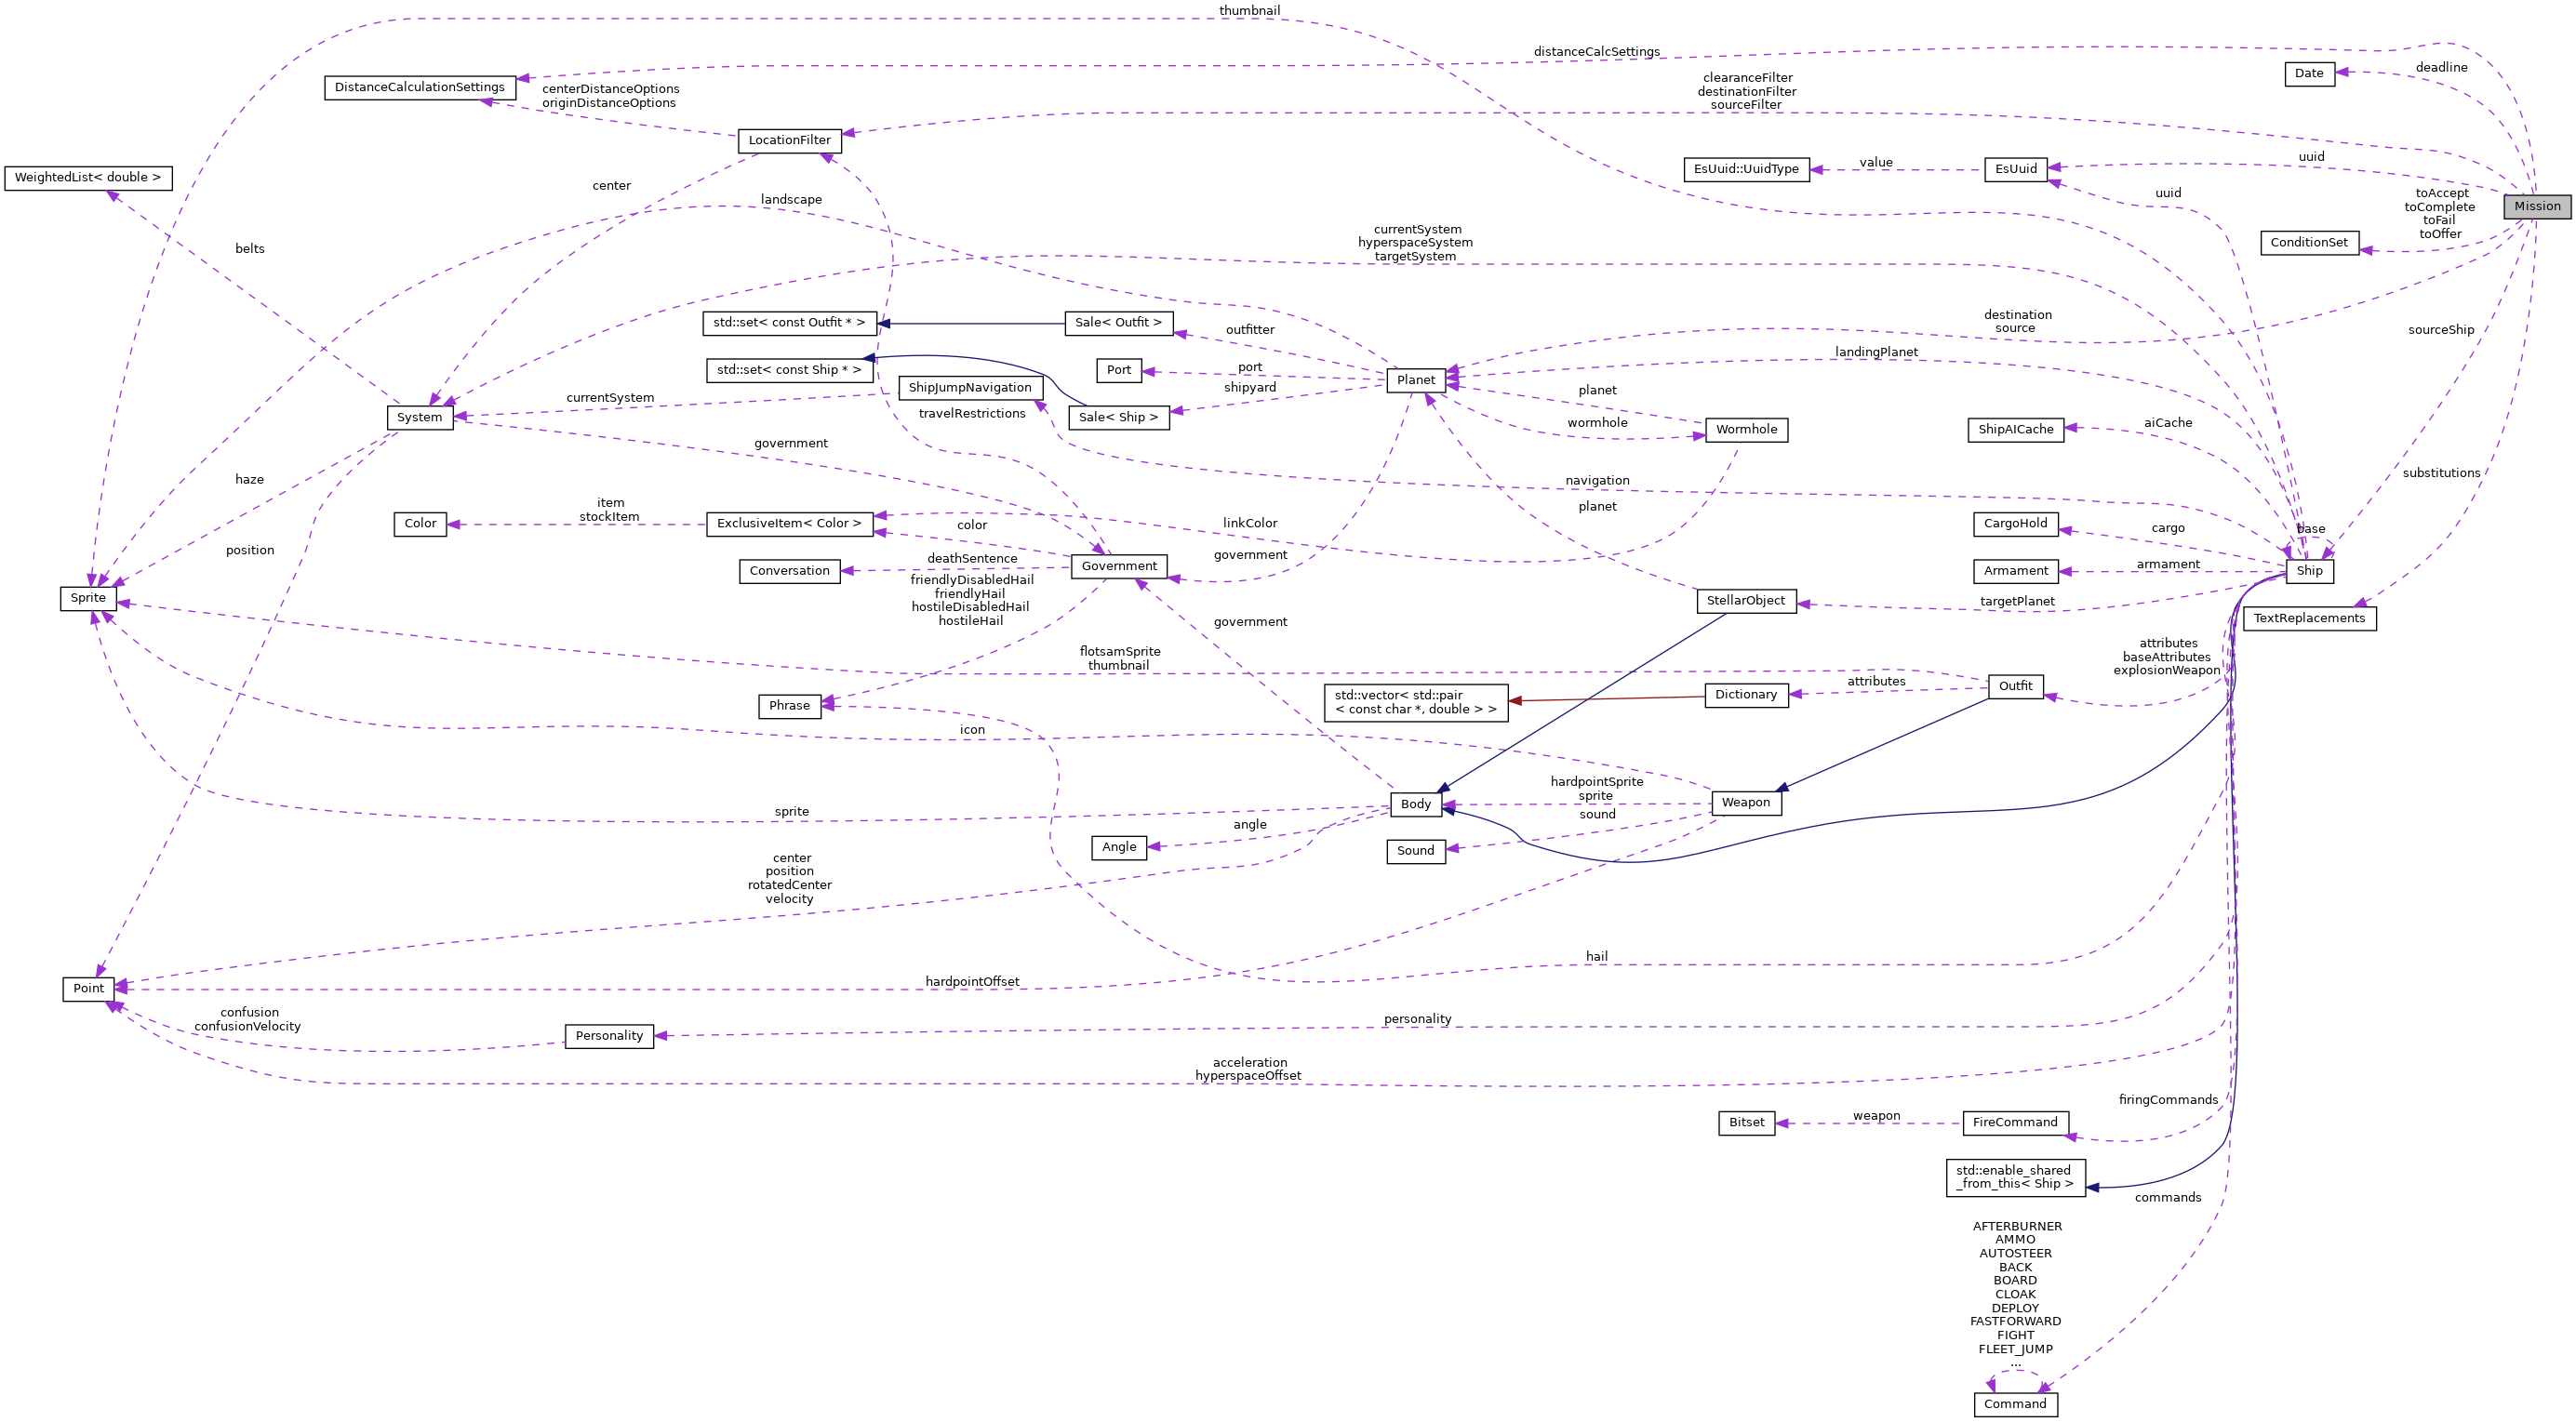 thumbnail
distanceCalcSettings
deadline
Date
clearanceFilter
destinationFilter
sourceFilter
DistanceCalculationSettings
centerDistanceOptions
originDistanceOptions
LocationFilter
uuid
value
EsUuid::UuidType
EsUuid
WeightedList< double >
center
landscape
uuid
toAccept
toComplete
toFail
toOffer
Mission
belts
currentSystem
hyperspaceSystem
targetSystem
ConditionSet
std::set< const Outfit * >
Sale< Outfit >
outfitter
destination
source
sourceShip
landingPlanet
std::set< const Ship * >
Port
port
Planet
ShipJumpNavigation
shipyard
planet
currentSystem
travelRestrictions
System
Sale< Ship >
wormhole
Wormhole
ShipAICache
aiCache
government
haze
navigation
substitutions
item
stockItem
planet
Color
ExclusiveItem< Color >
color
linkColor
CargoHold
cargo
base
position
deathSentence
government
Conversation
Government
Armament
armament
Ship
friendlyDisabledHail
friendlyHail
hostileDisabledHail
hostileHail
Sprite
StellarObject
targetPlanet
TextReplacements
government
flotsamSprite
thumbnail
attributes
baseAttributes
explosionWeapon
attributes
Outfit
std::vector< std::pair
< const char *, double > >
Dictionary
Phrase
icon
hardpointSprite
sprite
Body
Weapon
sprite
sound
angle
Angle
Sound
center
position
rotatedCenter
velocity
hail
hardpointOffset
Point
confusion
confusionVelocity
personality
Personality
acceleration
hyperspaceOffset
firingCommands
Bitset
weapon
FireCommand
std::enable_shared
_from_this< Ship >
commands
AFTERBURNER
AMMO
AUTOSTEER
BACK
BOARD
CLOAK
DEPLOY
FASTFORWARD
FIGHT
FLEET_JUMP
...
Command